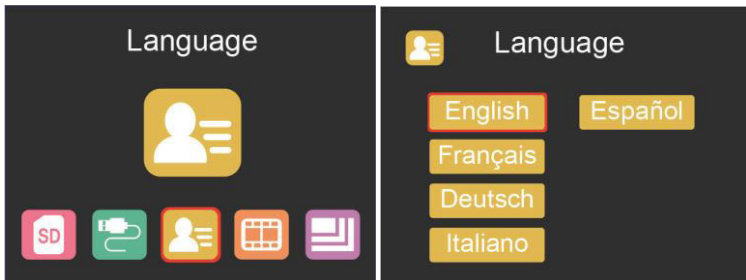 Language
SD
Language
English
Español
Français
Deutsch
Italiano